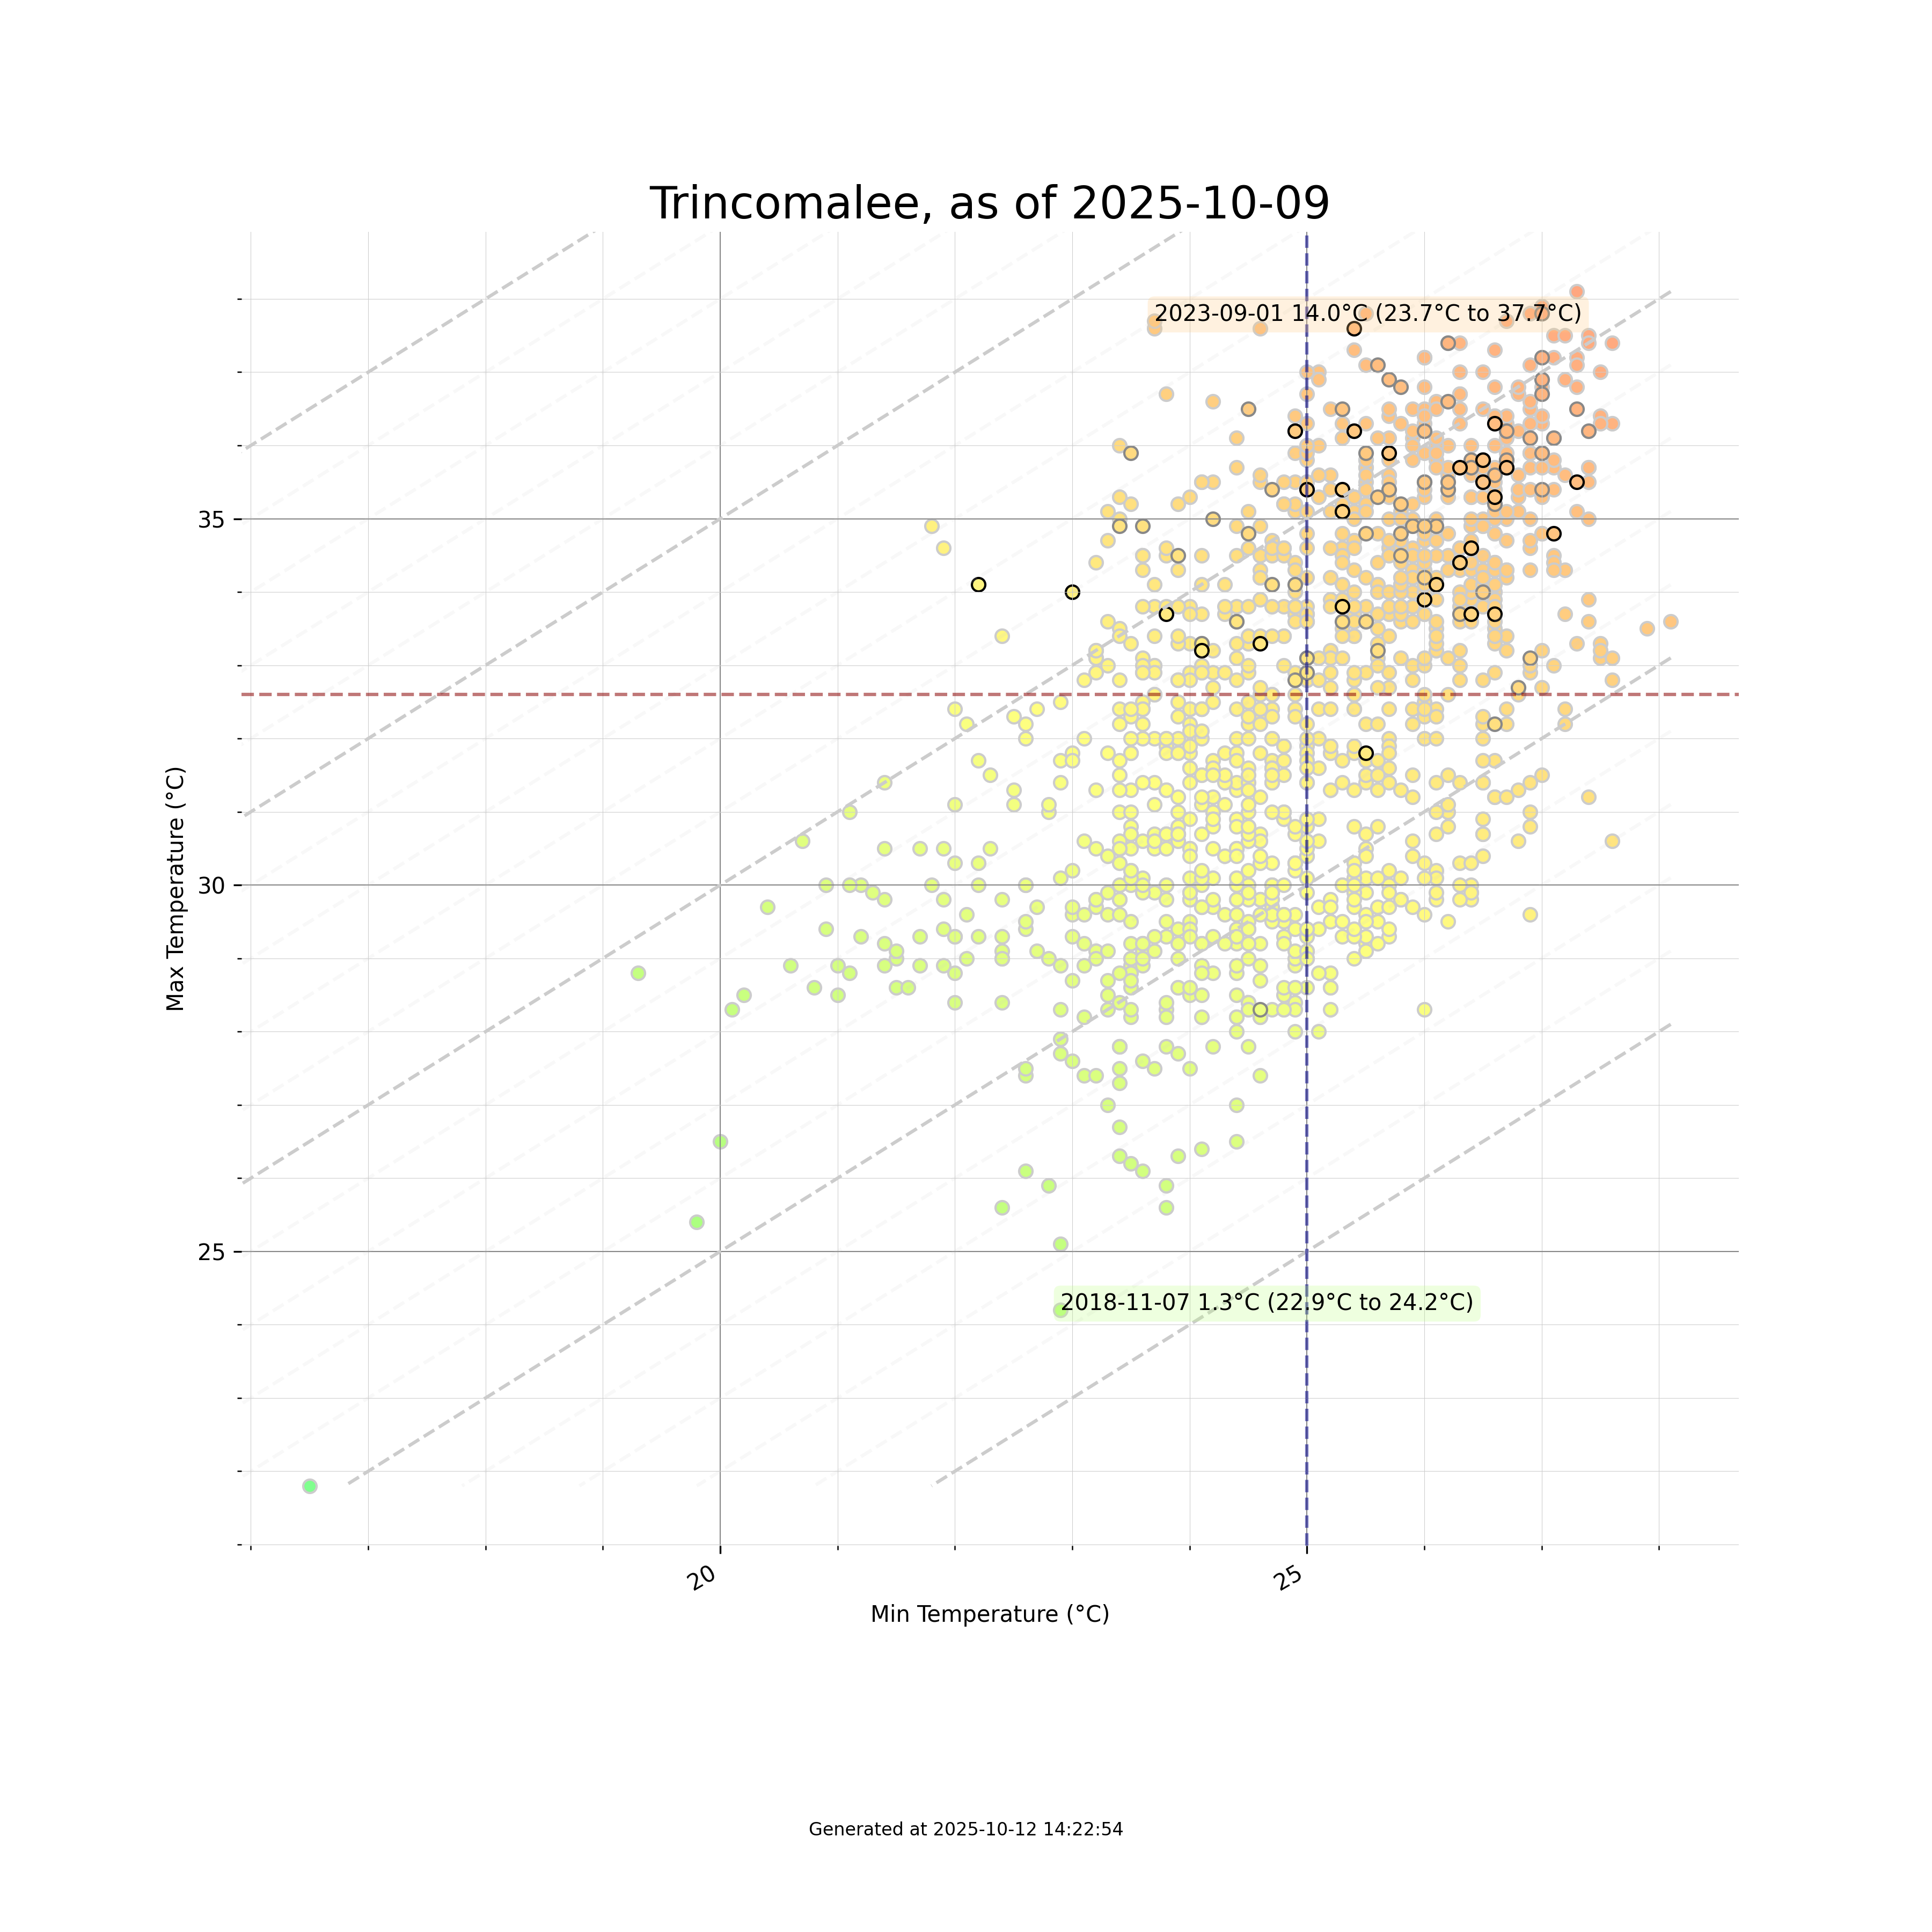 Trincomalee, as of 2025-10-09
2023-09-01 14.0°C (23.7°C to 37.7°C)
35
30
25
Max Temperature (°C)
2018-11-07 1.3°C (22.9°C to 24.2°C)
20
25
Min Temperature (°C)
Generated at 2025-10-12 14:22:54